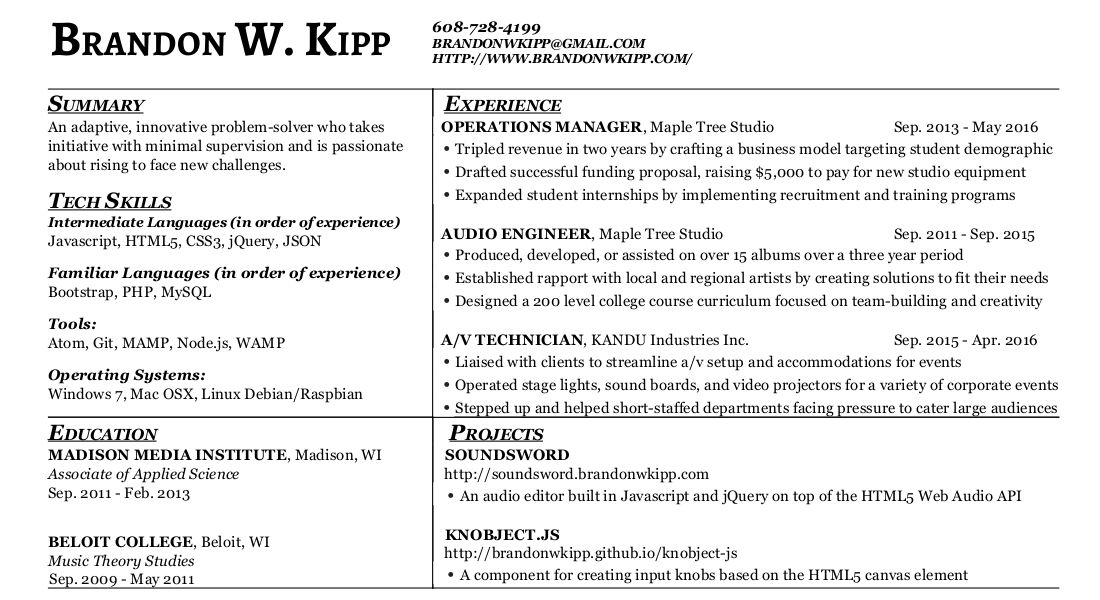 BRANDON W. KIPP
608-728-4199
BRANDONWKIPP@GMAIL.COM
HTTP://WWW.BRANDONWKIPP.COM/
SUMMARY
An adaptive, innovative problem-solver who takes
initiative with minimal supervision and is passionate
about rising to face new challenges.
TECH SKILLS
Intermediate Languages (in order of experience)
Javascript, HTML5, CSS3, jQuery, JSON
Familiar Languages (in order of experience)
Bootstrap, PHP, MySQL
Tools:
Atom, Git, MAMP, Node.js, WAMP
Operating Systems:
Windows 7, Mac OSX, Linux Debian/Raspbian
EXPERIENCE
OPERATIONS MANAGER, Maple Tree Studio Sep. 2013 - May 2016
• Tripled revenue in two years by crafting a business model targeting student demographic
• Drafted successful funding proposal, raising $5,000 to pay for new studio equipment
• Expanded student internships by implementing recruitment and training programs
AUDIO ENGINEER, Maple Tree Studio Sep. 2011 - Sep. 2015
• Produced, developed, or assisted on over 15 albums over a three year period
• Established rapport with local and regional artists by creating solutions to fit their needs
• Designed a 200 level college course curriculum focused on team-building and creativity
A/V TECHNICIAN, KANDU Industries Inc. Sep. 2015 - Apr. 2016
• Liaised with clients to streamline a/v setup and accommodations for events
• Operated stage lights, sound boards, and video projectors for a variety of corporate events
• Stepped up and helped short-staffed departments facing pressure to cater large audiences
EDUCATION
MADISON MEDIA INSTITUTE, Madison, WI
Associate of Applied Science
Sep. 2011 - Feb. 2013
BELOIT COLLEGE, Beloit, WI
Music Theory Studies
Sep. 2009 - May 2011
PROJECTS
SOUNDSWORD
http://soundsword.brandonwkipp.com
• An audio editor built in Javascript and jQuery on top of the HTML5 Web Audio API
KNOBJECT.JS
http://brandonwkipp.github.io/knobject-js
• A component for creating input knobs based on the HTML5 canvas element